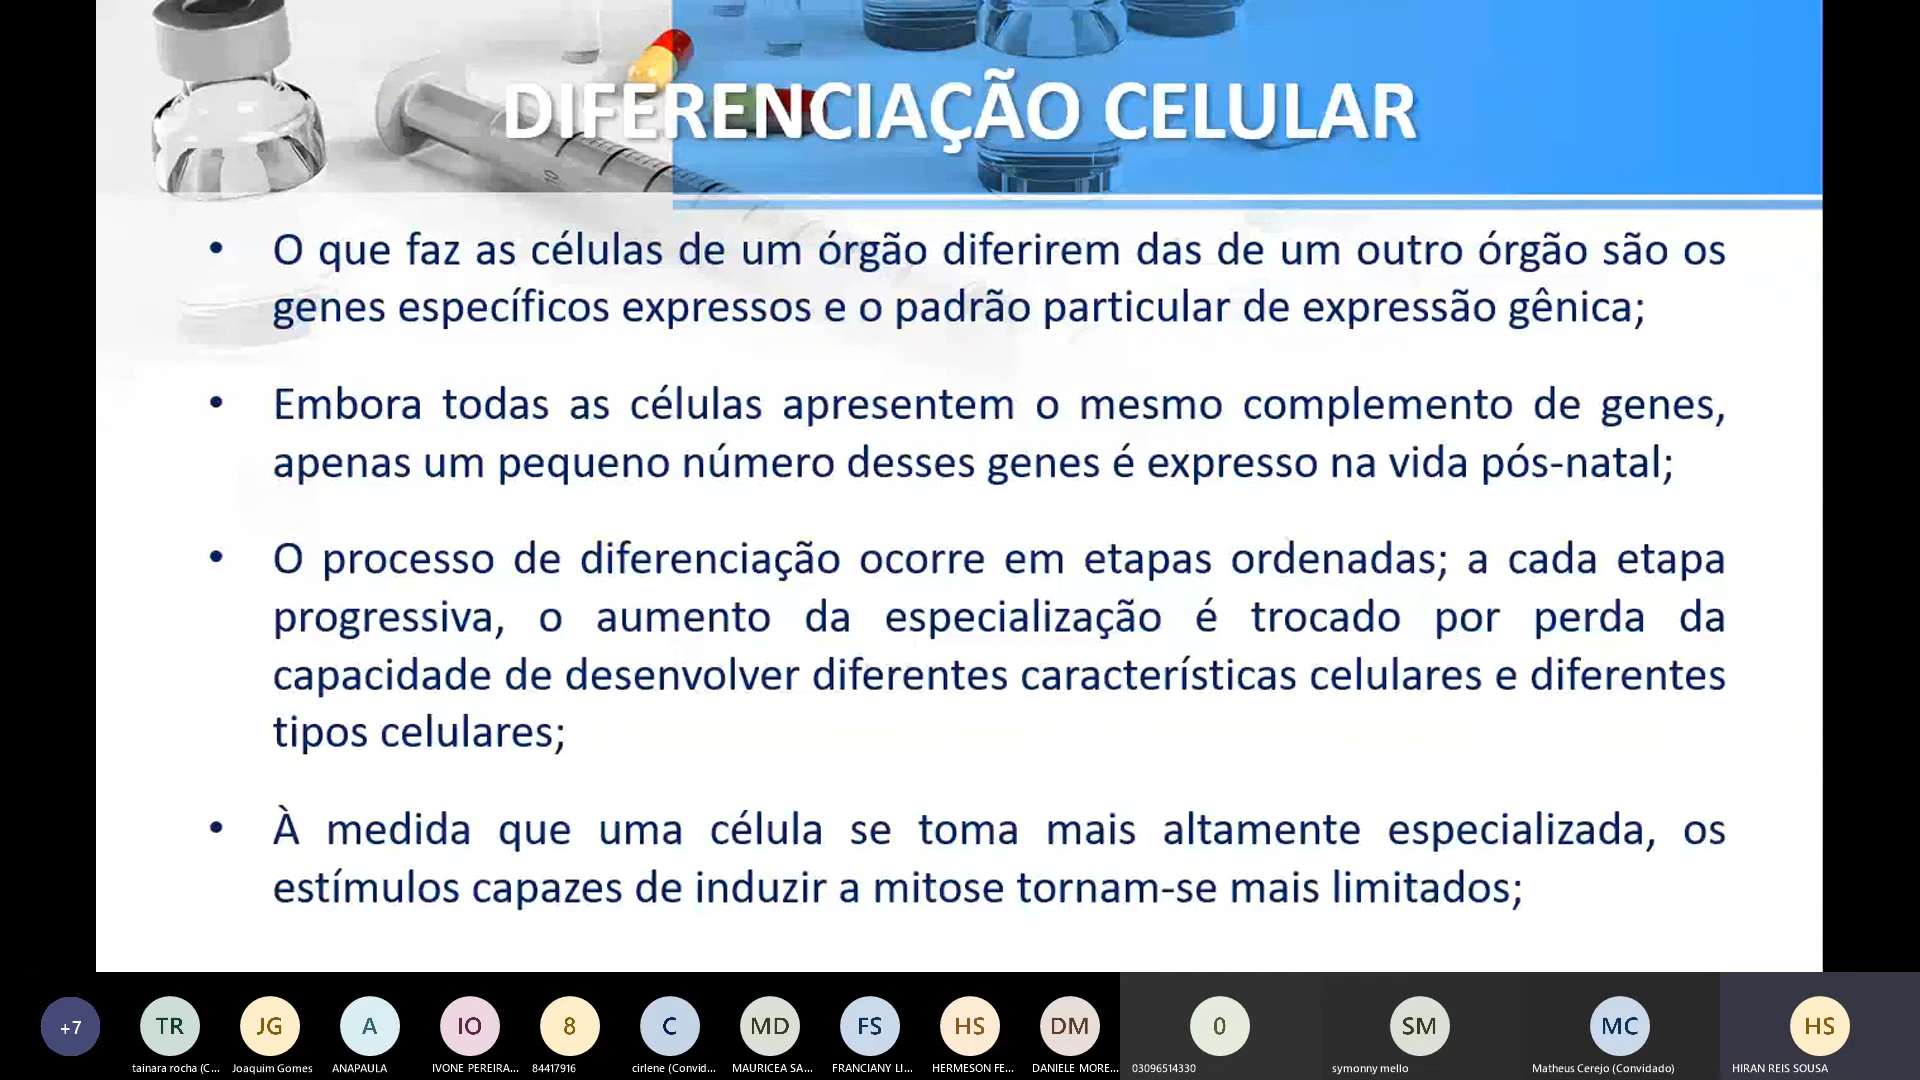 DIFERENCIAÇÃO CELULAR
• O que faz as células de um órgão diferirem das de um outro órgão são os
genes específicos expressos e o padrão particular de expressão gênica;
• Embora todas as células apresentem o mesmo complemento de genes,
apenas um pequeno número desses genes é expresso na vida pós-natal;
• O processo de diferenciação ocorre em etapas ordenadas; a cada etapa
progressiva, o aumento da especialização é trocado por perda da
capacidade de desenvolver diferentes características celulares e diferentes
tipos celulares;
• À medida que uma célula se toma mais altamente especializada, os
estímulos capazes de induzir a mitose tornam-se mais limitados;
+7 TR JG A IO 8 C MD FS HS DM 0 SM MC HS
tainara rocha (C... Joaquim Gomes ANAPAULA IVONE PEREIRA... 84417916 cirlene (Convid... MAURICEA SA... FRANCIANY LI... HERMESON FE... DANIELE MORE... 03096514330 symonny mello Matheus Cerejo (Convidado) HIRAN REIS SOUSA